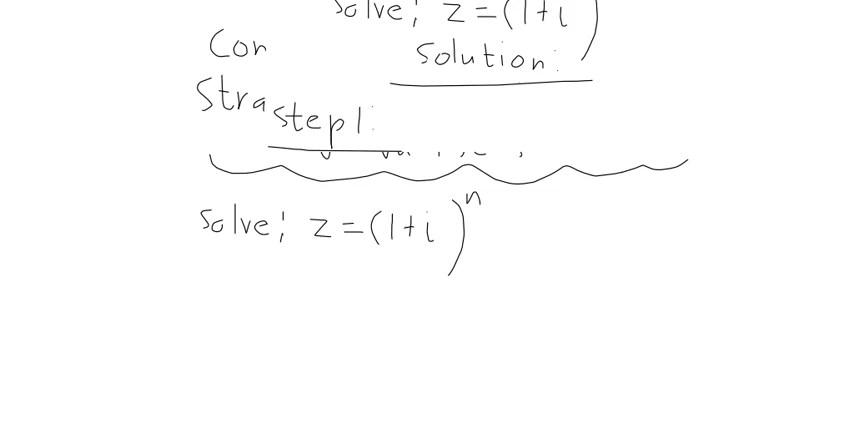 solve; z=(1+i)
Con
Solution:
Stra
step1:
solve; z=(1+i)^n